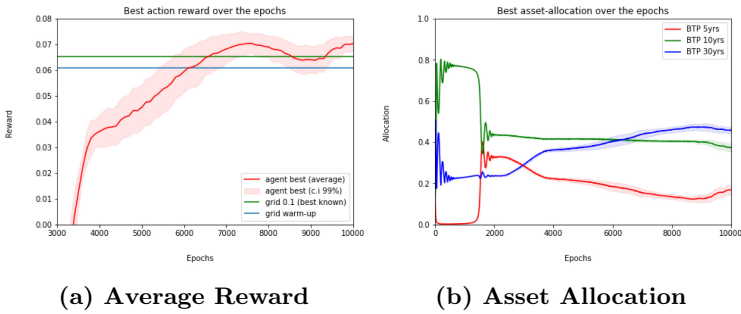 Best action reward over the epochs
0.08
0.07
0.06
0.05
0.04
0.03
0.02
0.01
0.00
Reward
3000 4000 5000 6000 7000 8000 9000 10000
Epochs
agent best (average)
agent best (c.i 99%)
grid 0.1 (best known)
grid warm-up
(a) Average Reward
Best asset-allocation over the epochs
1.0
0.8
0.6
0.4
0.2
0.0
Allocation
0 2000 4000 6000 8000 10000
Epochs
BTP 5yrs
BTP 10yrs
BTP 30yrs
(b) Asset Allocation